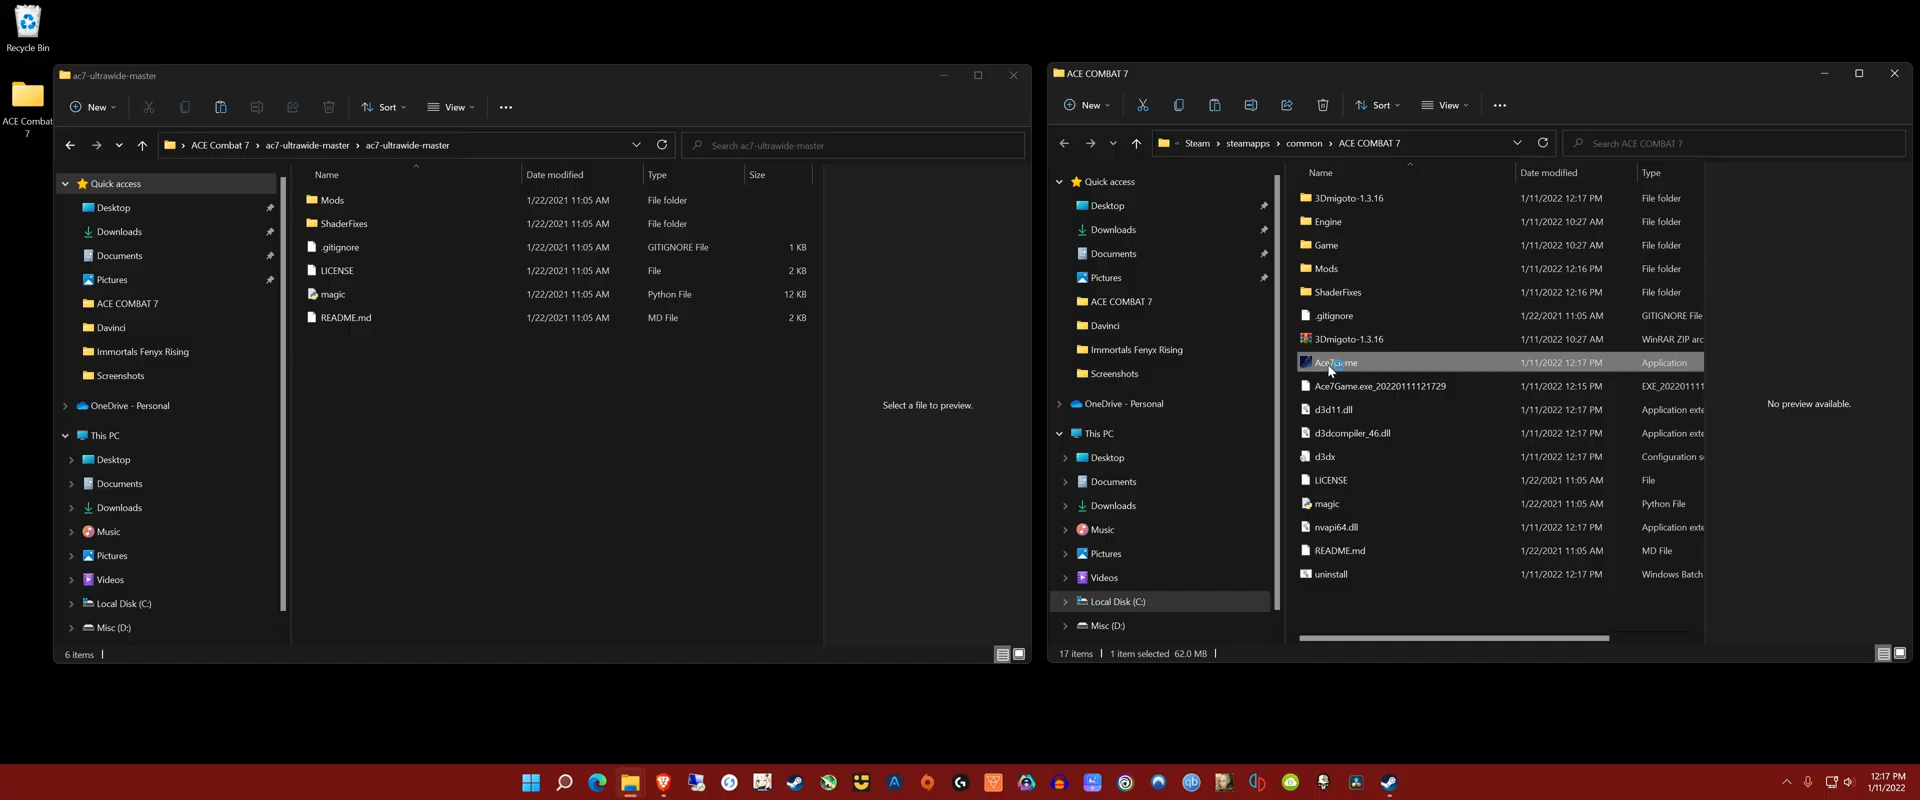 Recycle Bin
ACE Combat
7
ac7-ultrawide-master
New
Sort
View
ACE Combat 7 > ac7-ultrawide-master > ac7-ultrawide-master
Search ac7-ultrawide-master
Quick access
Desktop
Downloads
Documents
Pictures
ACE COMBAT 7
Davinci
Immortals Fenyx Rising
Screenshots
OneDrive - Personal
This PC
Desktop
Documents
Downloads
Music
Pictures
Videos
Local Disk (C:)
Misc (D:)
Name Date modified Type Size
Mods 1/22/2021 11:05 AM File folder
ShaderFixes 1/22/2021 11:05 AM File folder
.gitignore 1/22/2021 11:05 AM GITIGNORE File 1 KB
LICENSE 1/22/2021 11:05 AM File 2 KB
magic 1/22/2021 11:05 AM Python File 12 KB
README.md 1/22/2021 11:05 AM MD File 2 KB
Select a file to preview.
6 items
ACE COMBAT 7
New
Sort
View
« Steam > steamapps > common > ACE COMBAT 7
Search ACE COMBAT 7
Quick access
Desktop
Downloads
Documents
Pictures
ACE COMBAT 7
Davinci
Immortals Fenyx Rising
Screenshots
OneDrive - Personal
This PC
Desktop
Documents
Downloads
Music
Pictures
Videos
Local Disk (C:)
Misc (D:)
Name Date modified Type
3Dmigoto-1.3.16 1/11/2022 12:17 PM File folder
Engine 1/11/2022 10:27 AM File folder
Game 1/11/2022 10:27 AM File folder
Mods 1/11/2022 12:16 PM File folder
ShaderFixes 1/11/2022 12:16 PM File folder
.gitignore 1/22/2021 11:05 AM GITIGNORE File
3Dmigoto-1.3.16 1/11/2022 10:27 AM WinRAR ZIP arc
Ace7Game 1/11/2022 12:17 PM Application
Ace7Game.exe_20220111121729 1/11/2022 12:15 PM EXE_202201111
d3d11.dll 1/11/2022 12:17 PM Application exte
d3dcompiler_46.dll 1/11/2022 12:17 PM Application exte
d3dx 1/11/2022 12:17 PM Configuration s
LICENSE 1/22/2021 11:05 AM File
magic 1/22/2021 11:05 AM Python File
nvapi64.dll 1/11/2022 12:17 PM Application exte
README.md 1/22/2021 11:05 AM MD File
uninstall 1/11/2022 12:17 PM Windows Batch
No preview available.
17 items 1 item selected 62.0 MB
12:17 PM
1/11/2022